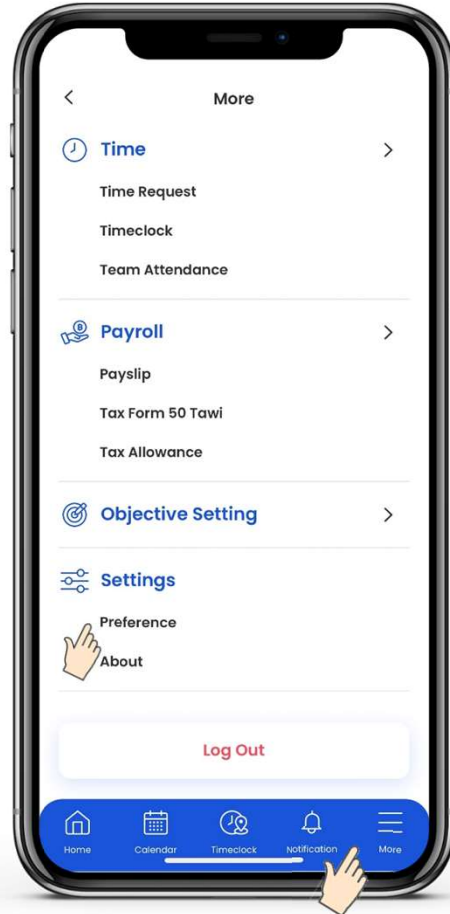 More
Time
Time Request
Timeclock
Team Attendance
Payroll
Payslip
Tax Form 50 Tawi
Tax Allowance
Objective Setting
Settings
Preference
About
Log Out
Home Calendar Timeclock Notification More